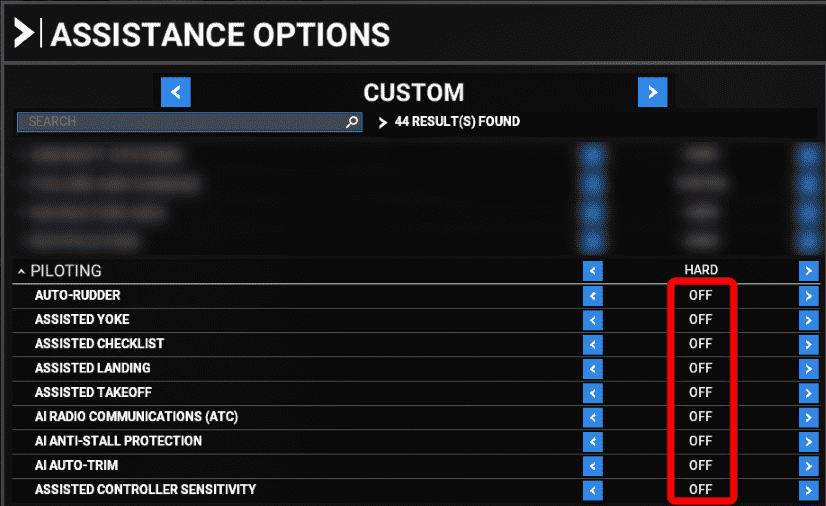 ASSISTANCE OPTIONS
CUSTOM
SEARCH
44 RESULT(S) FOUND
PILOTING HARD
AUTO-RUDDER OFF
ASSISTED YOKE OFF
ASSISTED CHECKLIST OFF
ASSISTED LANDING OFF
ASSISTED TAKEOFF OFF
AI RADIO COMMUNICATIONS (ATC) OFF
AI ANTI-STALL PROTECTION OFF
AI AUTO-TRIM OFF
ASSISTED CONTROLLER SENSITIVITY OFF